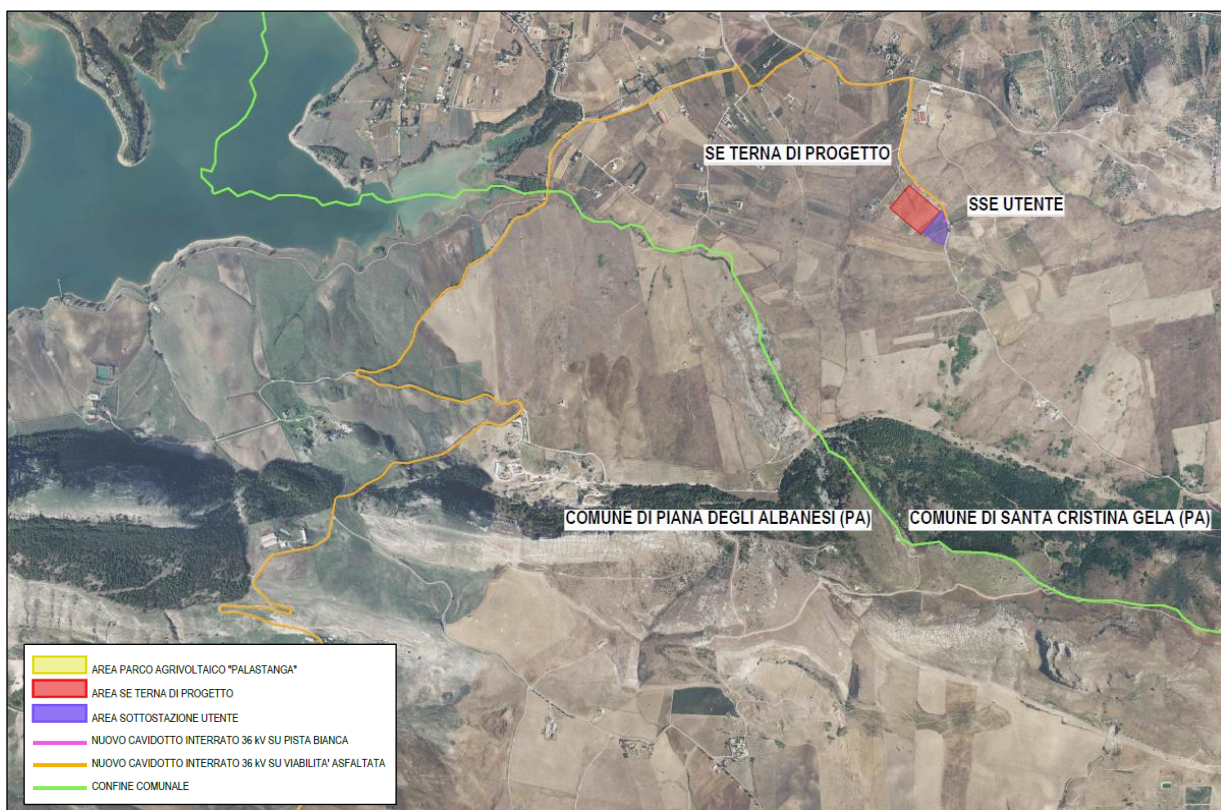 SE TERNA DI PROGETTO
SSE UTENTE
COMUNE DI PIANA DEGLI ALBANESI (PA)
COMUNE DI SANTA CRISTINA GELA (PA)
AREA PARCO AGRIVOLTAICO "PALASTANGA"
AREA SE TERNA DI PROGETTO
AREA SOTTOSTAZIONE UTENTE
NUOVO CAVIDOTTO INTERRATO 36 kV SU PISTA BIANCA
NUOVO CAVIDOTTO INTERRATO 36 kV SU VIABILITA' ASFALTATA
CONFINE COMUNALE